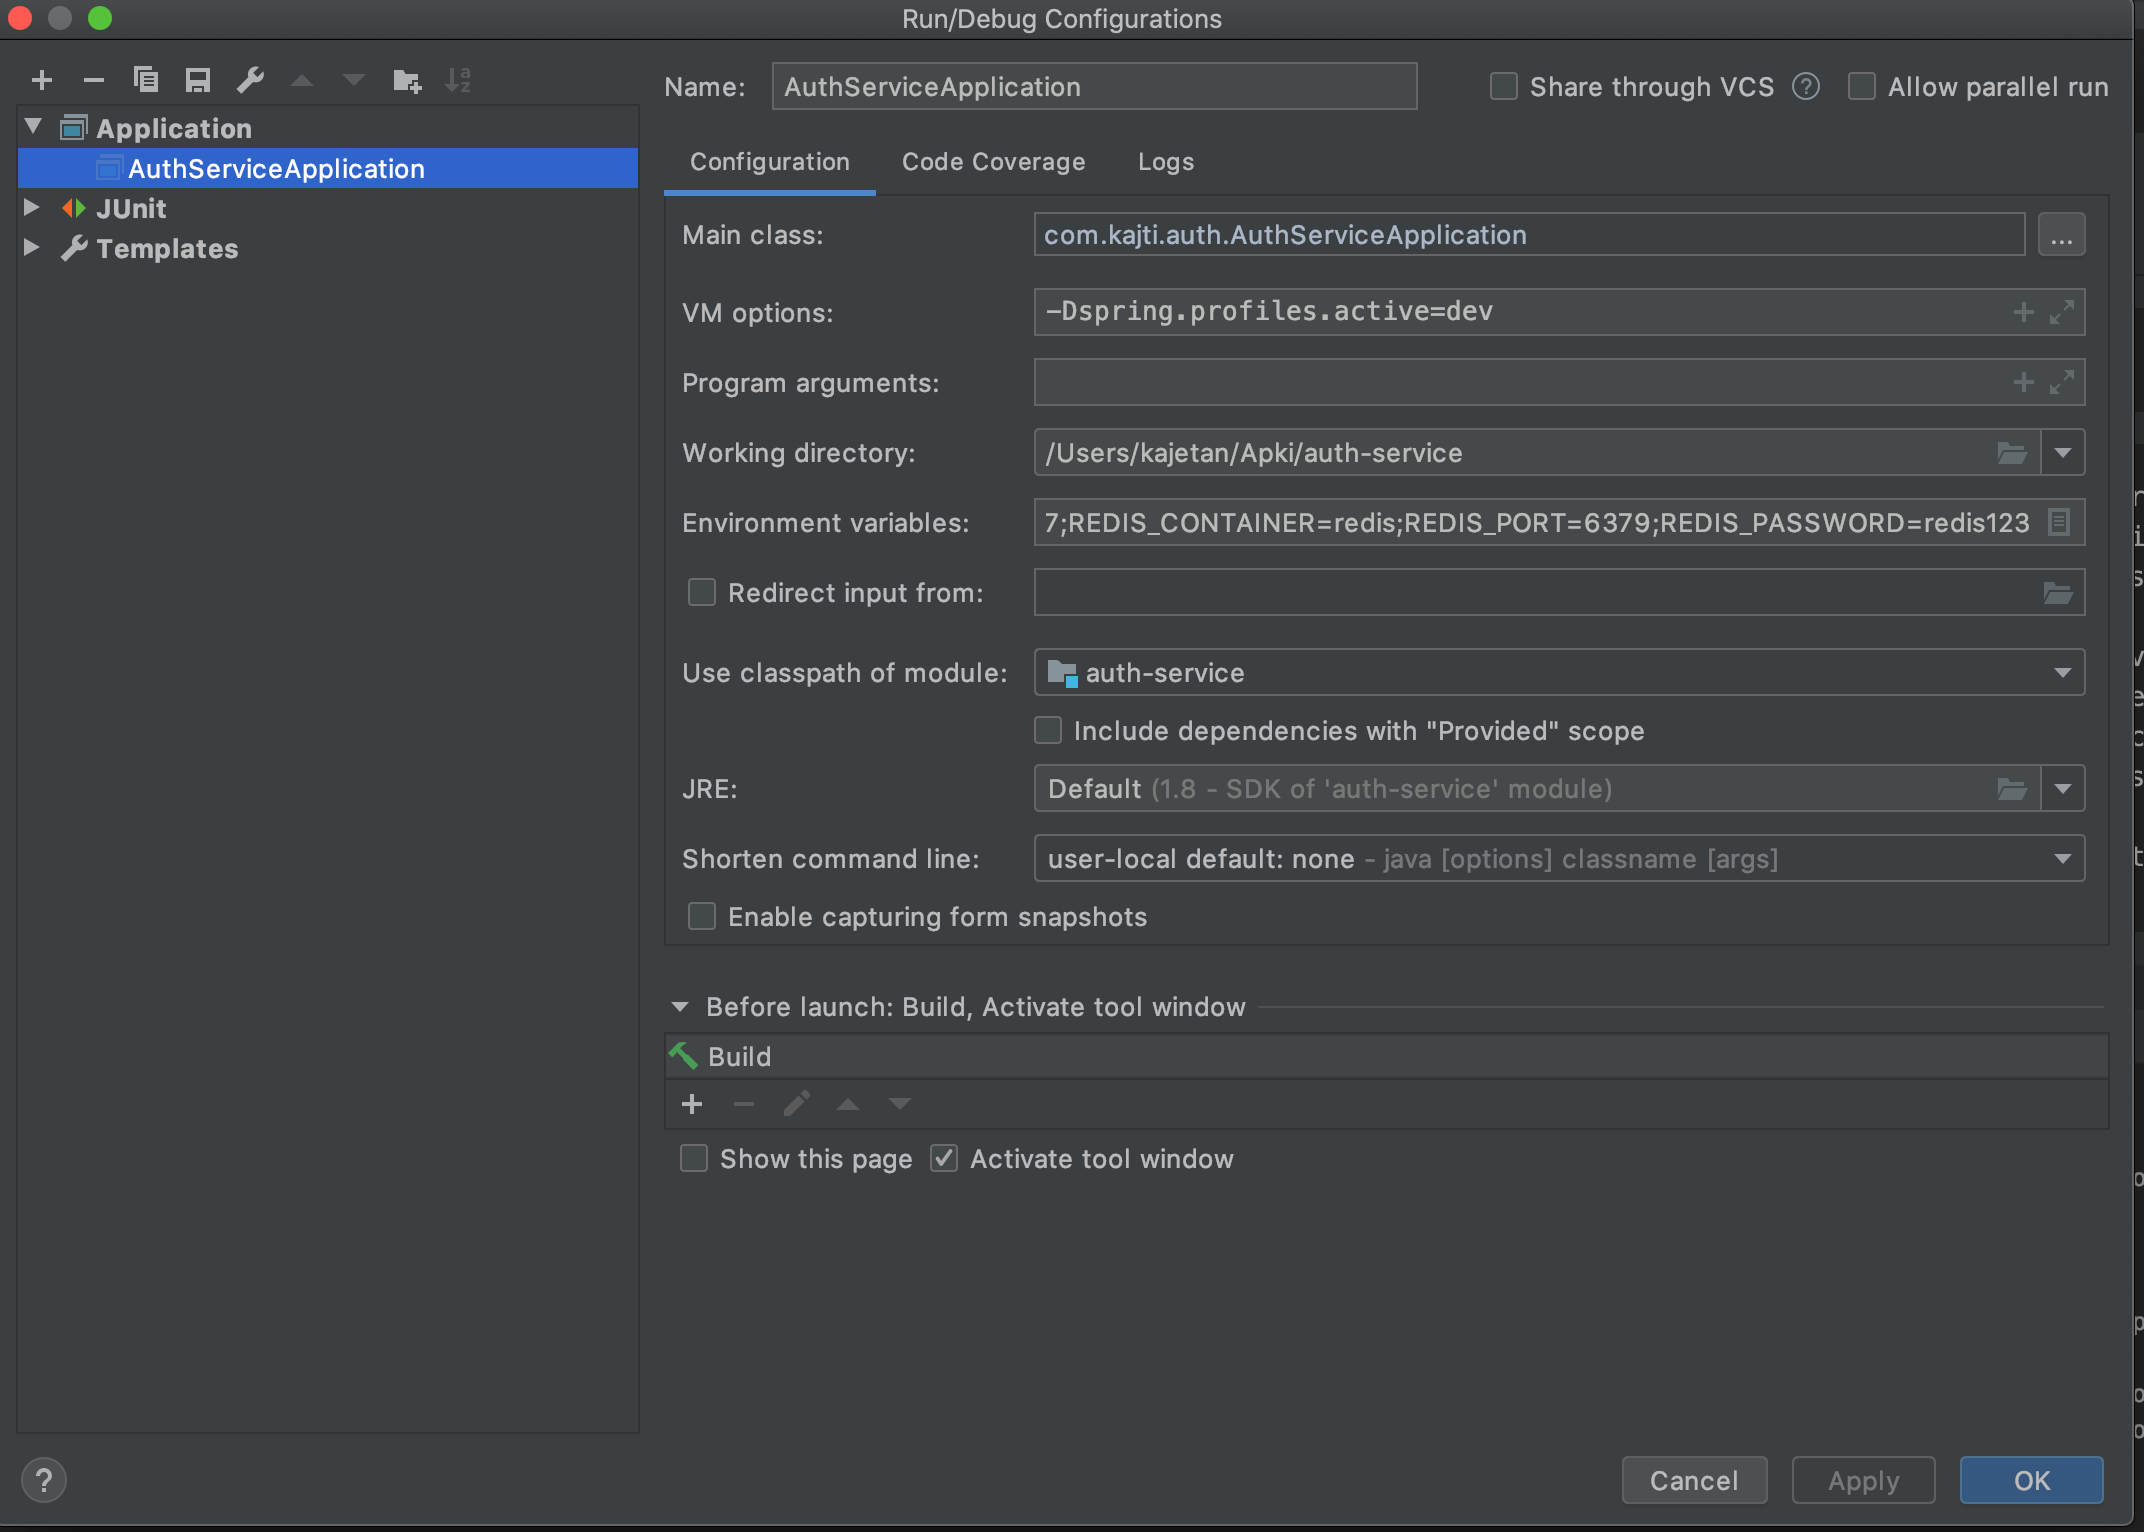 Run/Debug Configurations
Name: AuthServiceApplication Share through VCS ? Allow parallel run
Application
AuthServiceApplication
JUnit
Templates
Configuration Code Coverage Logs
Main class: com.kajti.auth.AuthServiceApplication ...
VM options: -Dspring.profiles.active=dev
Program arguments:
Working directory: /Users/kajetan/Apki/auth-service
Environment variables: 7;REDIS_CONTAINER=redis;REDIS_PORT=6379;REDIS_PASSWORD=redis123
Redirect input from:
Use classpath of module: auth-service
Include dependencies with "Provided" scope
JRE: Default (1.8 - SDK of 'auth-service' module)
Shorten command line: user-local default: none - java [options] classname [args]
Enable capturing form snapshots
Before launch: Build, Activate tool window
Build
Show this page Activate tool window
? Cancel Apply OK